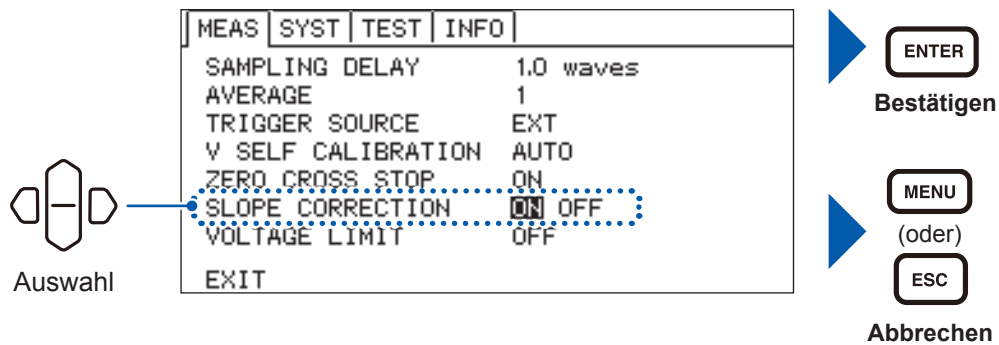 MEAS SYST TEST INFO
SAMPLING DELAY 1.0 waves
AVERAGE 1
TRIGGER SOURCE EXT
V SELF CALIBRATION AUTO
ZERO CROSS STOP ON
SLOPE CORRECTION ON OFF
VOLTAGE LIMIT OFF
EXIT
Auswahl
ENTER
Bestätigen
MENU
(oder)
ESC
Abbrechen